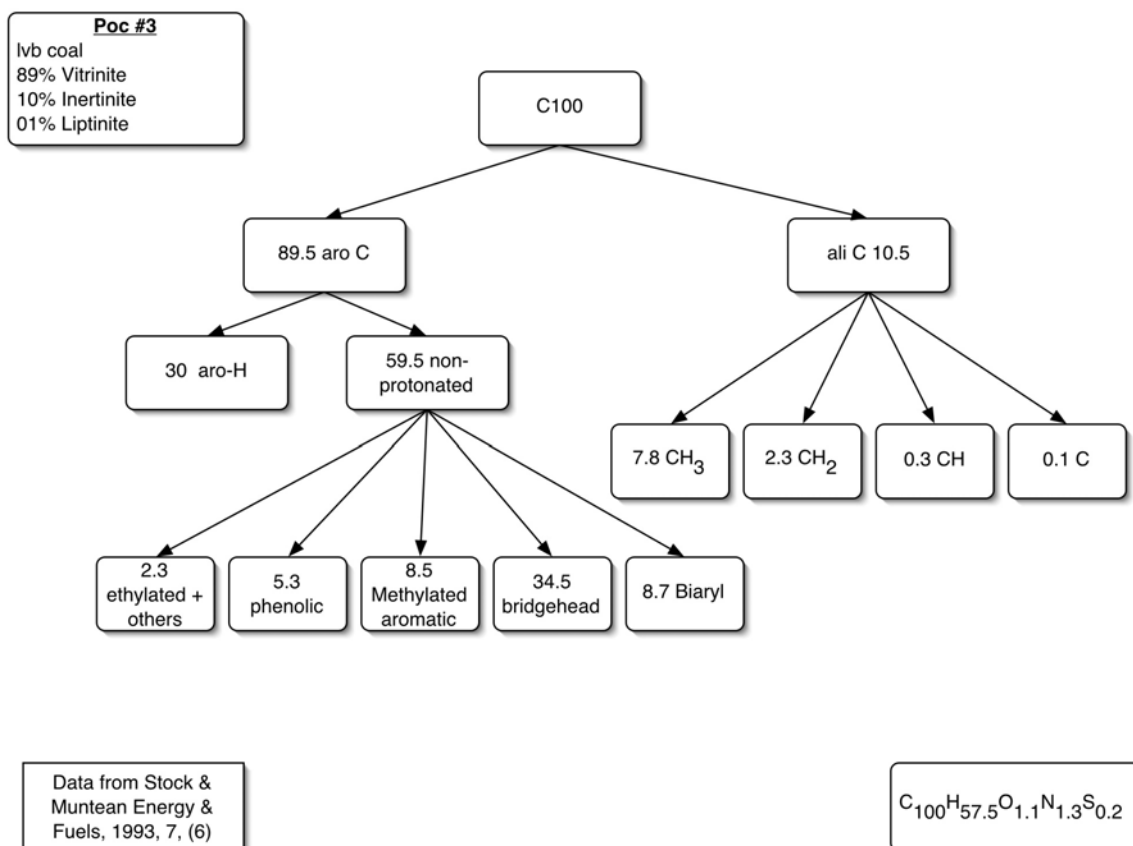 Poc #3
lvb coal
89% Vitrinite
10% Inertinite
01% Liptinite
C100
89.5 aro C
ali C 10.5
30 aro-H
59.5 non-
protonated
7.8 CH3
2.3 CH2
0.3 CH
0.1 C
2.3
ethylated +
others
5.3
phenolic
8.5
Methylated
aromatic
34.5
bridgehead
8.7 Biaryl
Data from Stock &
Muntean Energy &
Fuels, 1993, 7, (6)
C100H57.5O1.1N1.3S0.2